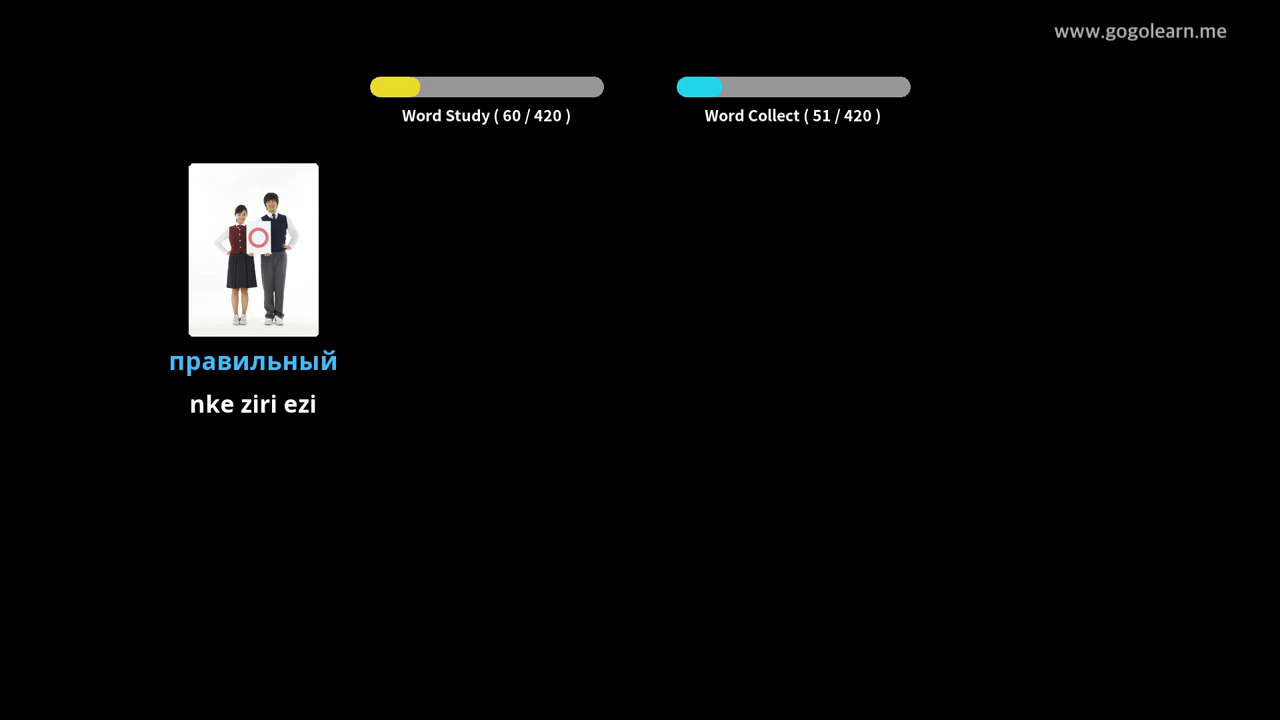 www.gogolearn.me
Word Study ( 60 / 420 )
Word Collect ( 51 / 420 )
правильный
nke ziri ezi